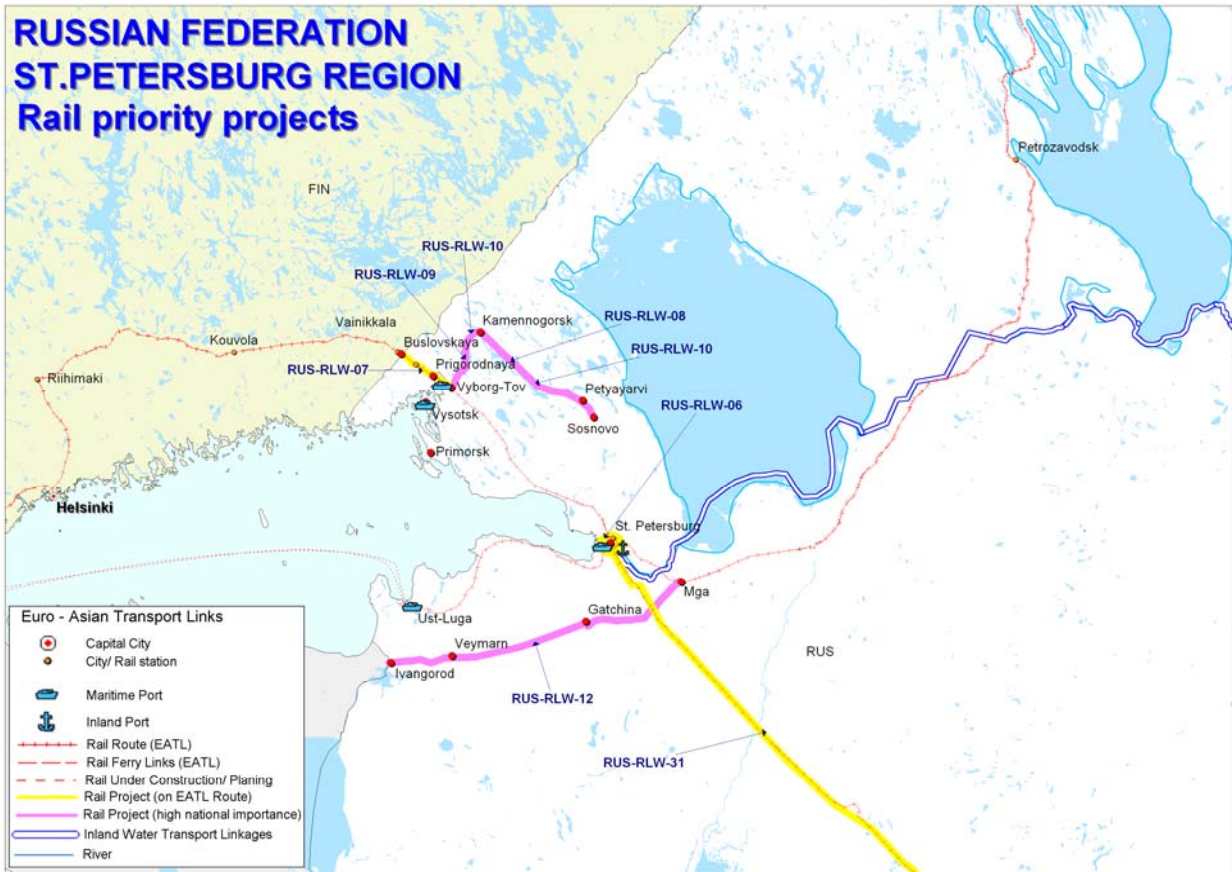 RUSSIAN FEDERATION
ST.PETERSBURG REGION
Rail priority projects
Petrozavodsk
FIN
RUS-RLW-10
RUS-RLW-09
Kamennogorsk
Vainikkala
RUS-RLW-08
Kouvola
Buslovskaya
RUS-RLW-10
Prigorodnaya
RUS-RLW-07
Riihimaki
Vyborg-Tov
Petyayarvi
RUS-RLW-06
Vysotsk
Sosnovo
Primorsk
Helsinki
St. Petersburg
Mga
Gatchina
Ust-Luga
Veymarn
RUS
Ivangorod
RUS-RLW-12
RUS-RLW-31
Euro - Asian Transport Links
Capital City
City/ Rail station
Maritime Port
Inland Port
Rail Route (EATL)
Rail Ferry Links (EATL)
Rail Under Construction/ Planing
Rail Project (on EATL Route)
Rail Project (high national importance)
Inland Water Transport Linkages
River